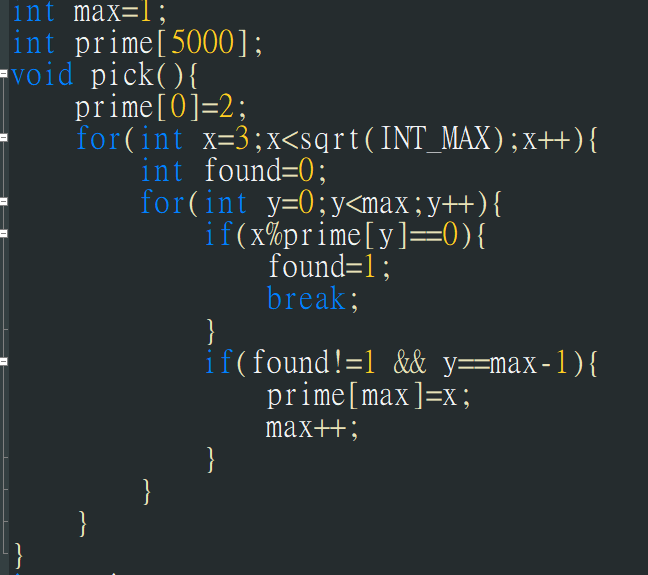 int max=1;
int prime[5000];
void pick(){
    prime[0]=2;
    for(int x=3;x<sqrt(INT_MAX);x++){
        int found=0;
        for(int y=0;y<max;y++){
            if(x%prime[y]==0){
                found=1;
                break;
            }
            if(found!=1 && y==max-1){
                prime[max]=x;
                max++;
            }
        }
    }
}